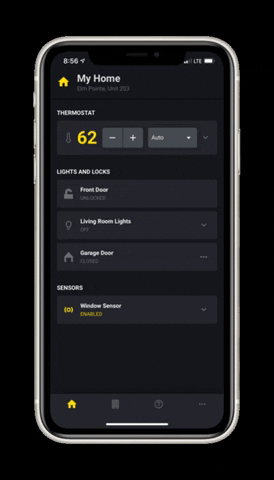 8:56
LTE
My Home
Elm Pointe, Unit 203
THERMOSTAT
62
Auto
LIGHTS AND LOCKS
Front Door
UNLOCKED
Living Room Lights
OFF
Garage Door
CLOSED
SENSORS
Window Sensor
ENABLED